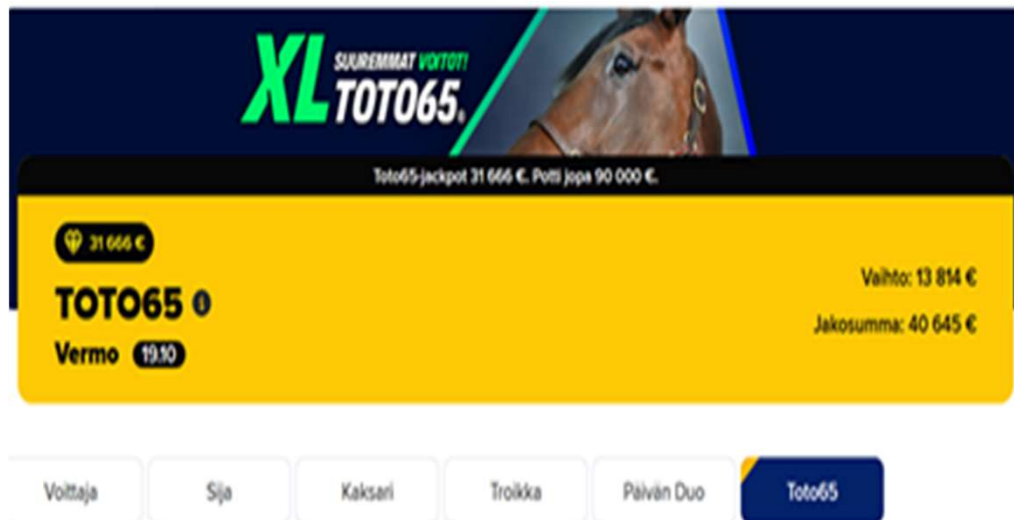 XL
SUUREMMAT VOITOT!
TOTO65
Toto65-jackpot 31 666 €. Potti jopa 90 000 €.
31 666 €
TOTO65
Vermo 19.10
Vaihto: 13 814 €
Jakosumma: 40 645 €
Voittaja Sija Kaksari Troikka Päivän Duo Toto65